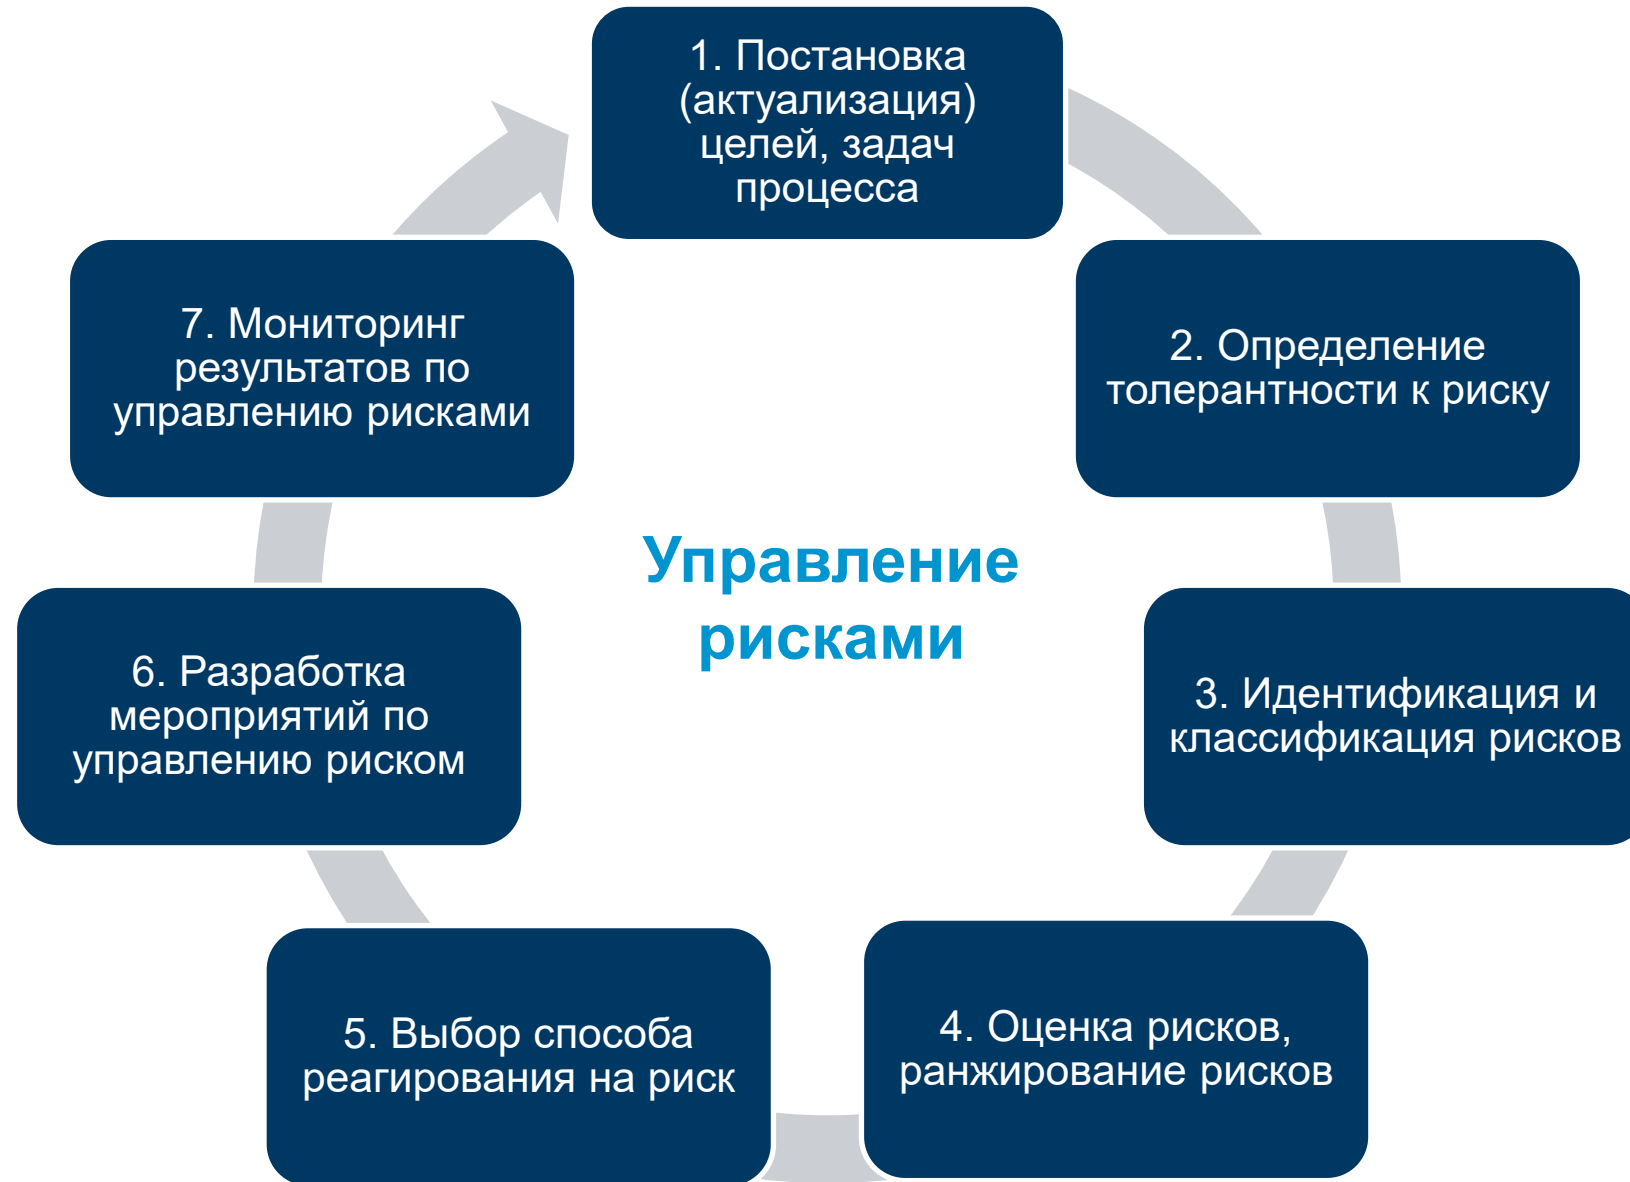 1. Постановка
(актуализация)
целей, задач
процесса
2. Определение
толерантности к риску
3. Идентификация и
классификация рисков
4. Оценка рисков,
ранжирование рисков
5. Выбор способа
реагирования на риск
6. Разработка
мероприятий по
управлению риском
7. Мониторинг
результатов по
управлению рисками
Управление
рисками